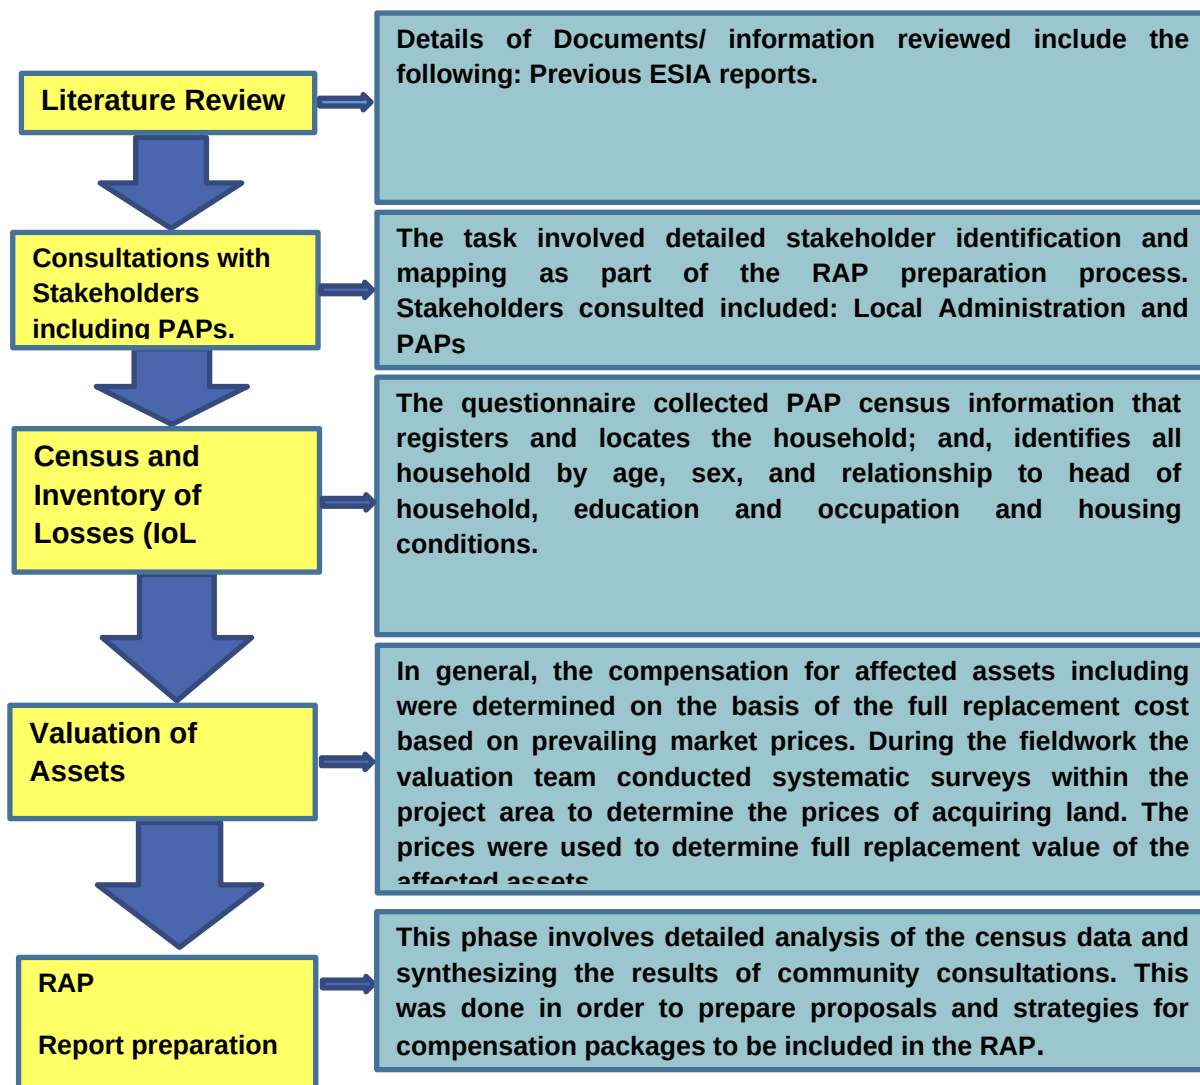 Literature Review
Details of Documents/ information reviewed include the
following: Previous ESIA reports.
Consultations with
Stakeholders
including PAPs.
The task involved detailed stakeholder identification and
mapping as part of the RAP preparation process.
Stakeholders consulted included: Local Administration and
PAPs
Census and
Inventory of
Losses (IoL
The questionnaire collected PAP census information that
registers and locates the household; and, identifies all
household by age, sex, and relationship to head of
household, education and occupation and housing
conditions.
Valuation of
Assets
In general, the compensation for affected assets including
were determined on the basis of the full replacement cost
based on prevailing market prices. During the fieldwork the
valuation team conducted systematic surveys within the
project area to determine the prices of acquiring land. The
prices were used to determine full replacement value of the
affected assets
RAP
Report preparation
This phase involves detailed analysis of the census data and
synthesizing the results of community consultations. This
was done in order to prepare proposals and strategies for
compensation packages to be included in the RAP.